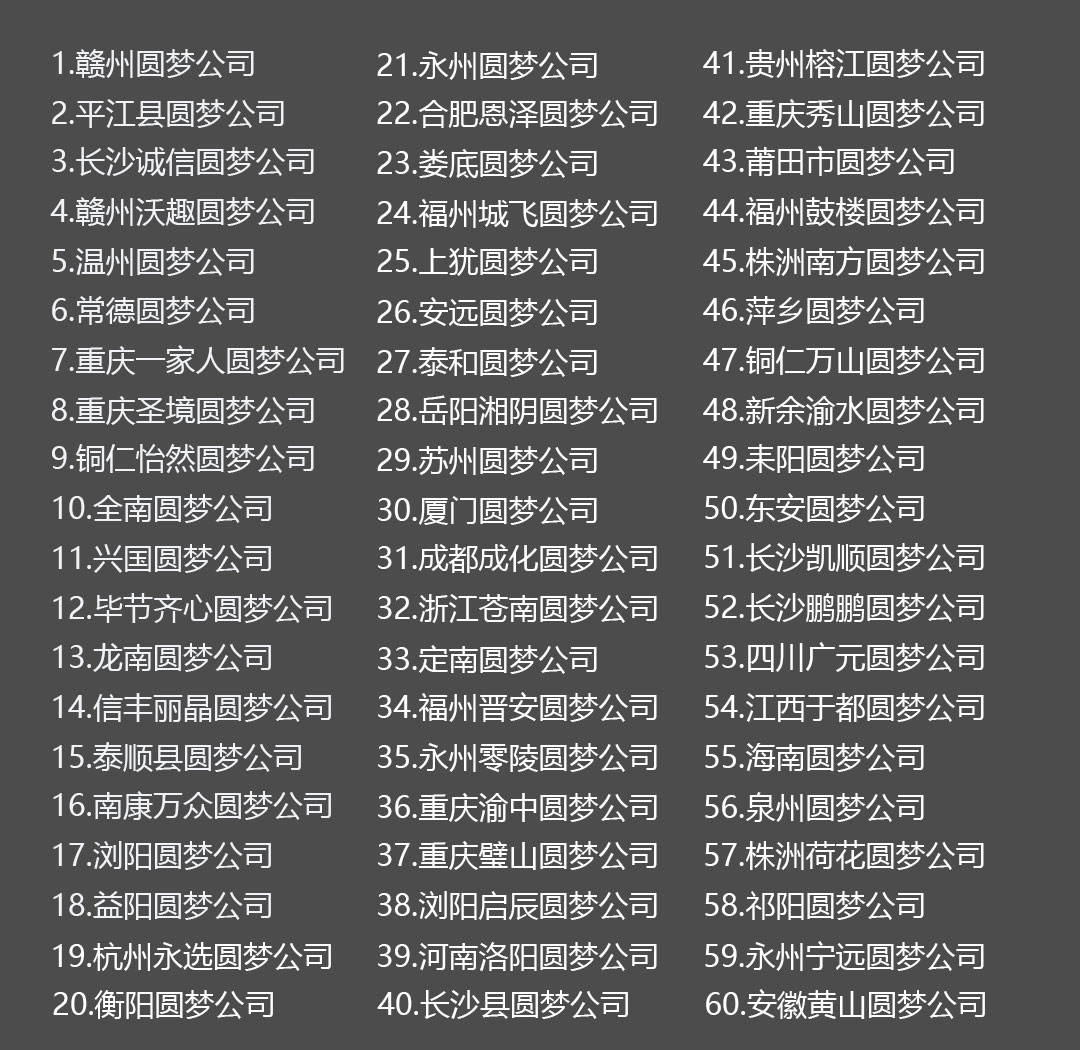 1.赣州圆梦公司
2.平江县圆梦公司
3.长沙诚信圆梦公司
4.赣州沃趣圆梦公司
5.温州圆梦公司
6.常德圆梦公司
7.重庆一家人圆梦公司
8.重庆圣境圆梦公司
9.铜仁怡然圆梦公司
10.全南圆梦公司
11.兴国圆梦公司
12.毕节齐心圆梦公司
13.龙南圆梦公司
14.信丰丽晶圆梦公司
15.泰顺县圆梦公司
16.南康万众圆梦公司
17.浏阳圆梦公司
18.益阳圆梦公司
19.杭州永选圆梦公司
20.衡阳圆梦公司
21.永州圆梦公司
22.合肥恩泽圆梦公司
23.娄底圆梦公司
24.福州城飞圆梦公司
25.上犹圆梦公司
26.安远圆梦公司
27.泰和圆梦公司
28.岳阳湘阴圆梦公司
29.苏州圆梦公司
30.厦门圆梦公司
31.成都成化圆梦公司
32.浙江苍南圆梦公司
33.定南圆梦公司
34.福州晋安圆梦公司
35.永州零陵圆梦公司
36.重庆渝中圆梦公司
37.重庆璧山圆梦公司
38.浏阳启辰圆梦公司
39.河南洛阳圆梦公司
40.长沙县圆梦公司
41.贵州榕江圆梦公司
42.重庆秀山圆梦公司
43.莆田市圆梦公司
44.福州鼓楼圆梦公司
45.株洲南方圆梦公司
46.萍乡圆梦公司
47.铜仁万山圆梦公司
48.新余渝水圆梦公司
49.耒阳圆梦公司
50.东安圆梦公司
51.长沙凯顺圆梦公司
52.长沙鹏鹏圆梦公司
53.四川广元圆梦公司
54.江西于都圆梦公司
55.海南圆梦公司
56.泉州圆梦公司
57.株洲荷花圆梦公司
58.祁阳圆梦公司
59.永州宁远圆梦公司
60.安徽黄山圆梦公司